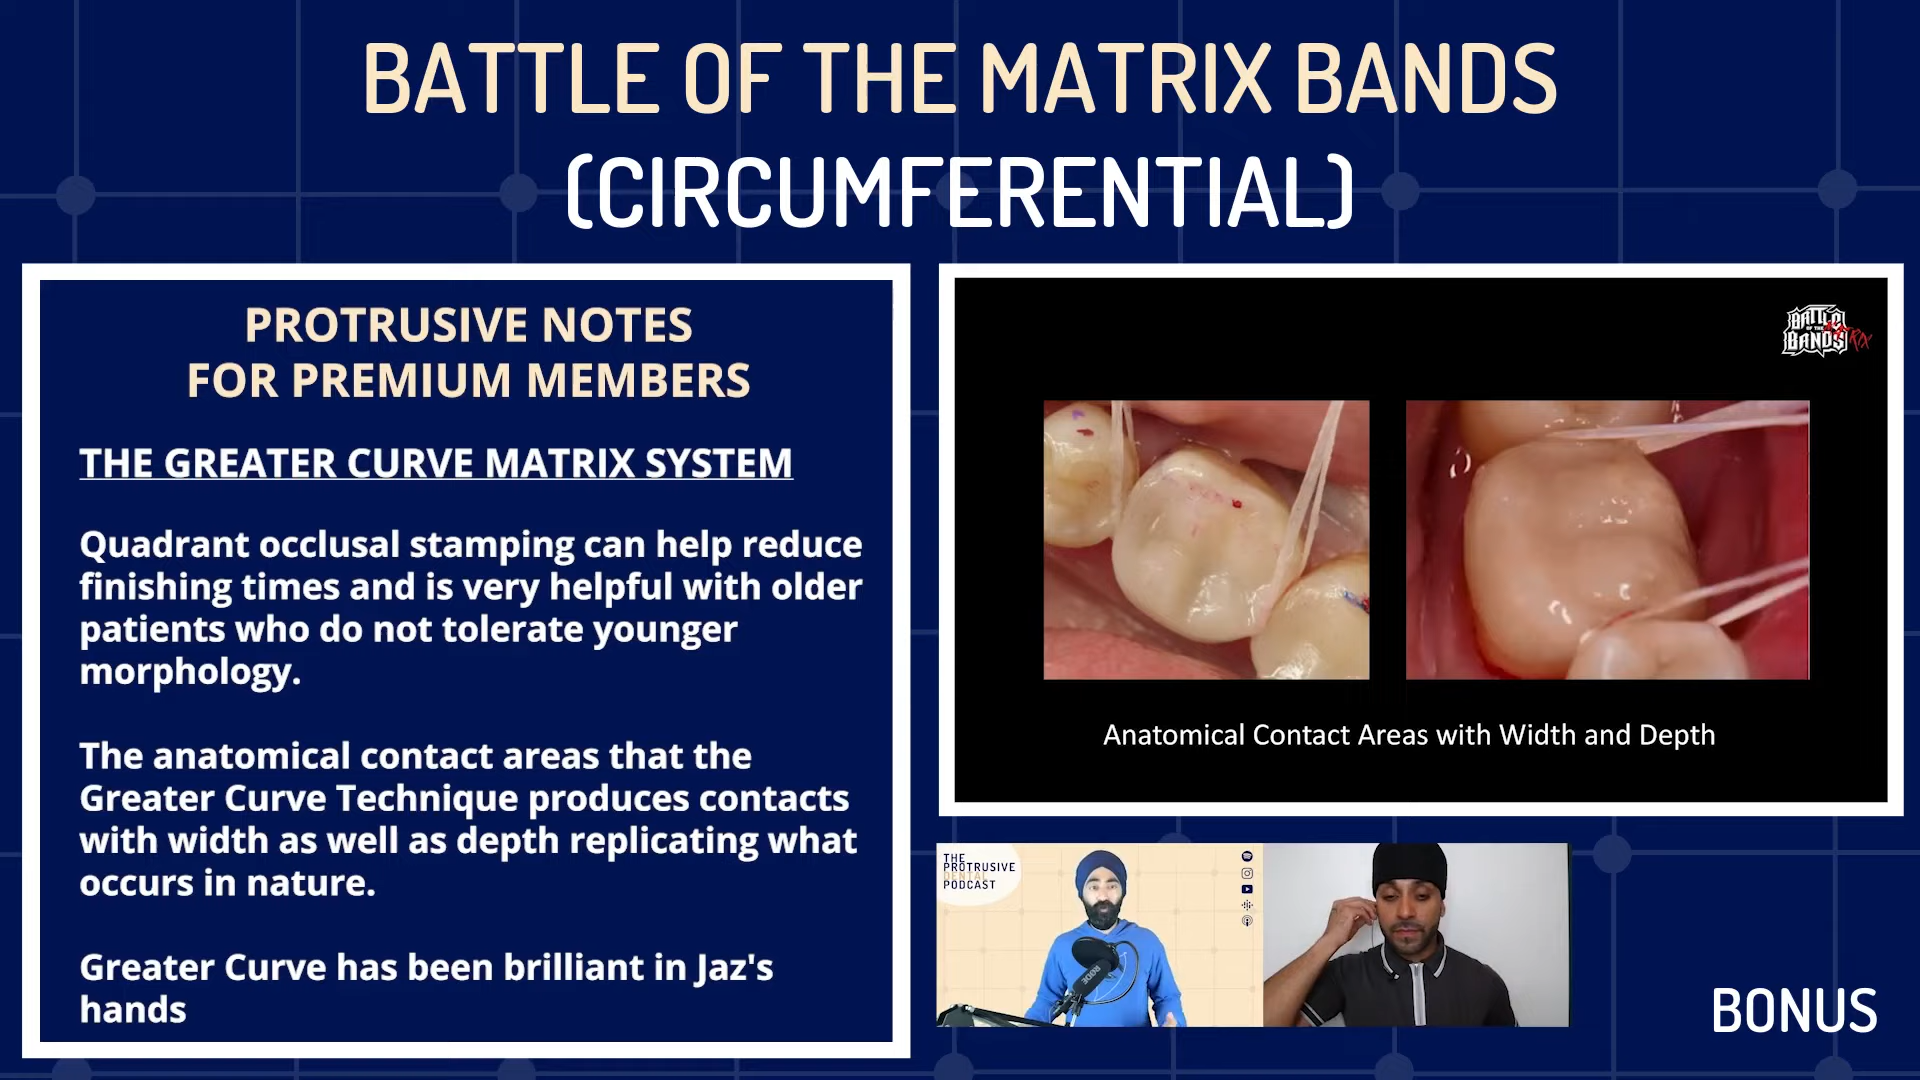 BATTLE OF THE MATRIX BANDS
(CIRCUMFERENTIAL)
PROTRUSIVE NOTES
FOR PREMIUM MEMBERS
THE GREATER CURVE MATRIX SYSTEM
Quadrant occlusal stamping can help reduce
finishing times and is very helpful with older
patients who do not tolerate younger
morphology.
The anatomical contact areas that the
Greater Curve Technique produces contacts
with width as well as depth replicating what
occurs in nature.
Greater Curve has been brilliant in Jaz's
hands
BATTLE
OF THE
MATRIX
BANDS
Anatomical Contact Areas with Width and Depth
THE
PROTRUSIVE
DENTAL
PODCAST
RØDE
BONUS